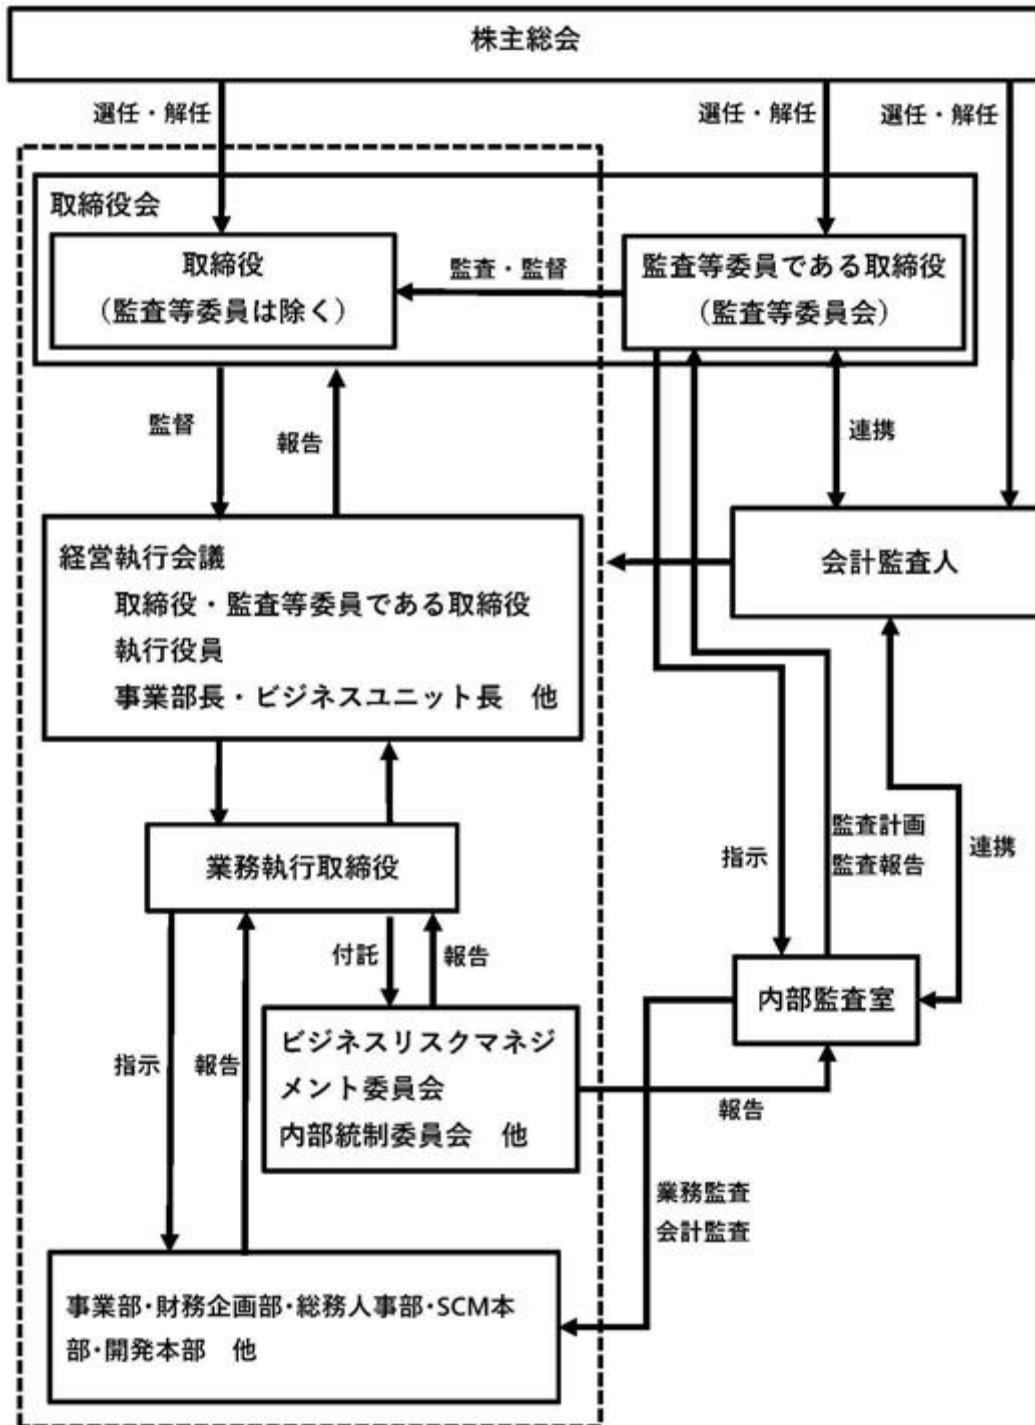 株主総会
選任・解任
選任・解任
選任・解任
取締役会
取締役
（監査等委員は除く）
監査・監督
監査等委員である取締役
（監査等委員会）
監督
報告
連携
経営執行会議
取締役・監査等委員である取締役
執行役員
事業部長・ビジネスユニット長　他
会計監査人
業務執行取締役
指示
監査計画
監査報告
連携
付託
報告
内部監査室
指示
報告
ビジネスリスクマネジ
メント委員会
内部統制委員会　他
報告
業務監査
会計監査
事業部・財務企画部・総務人事部・SCM本
部・開発本部　他